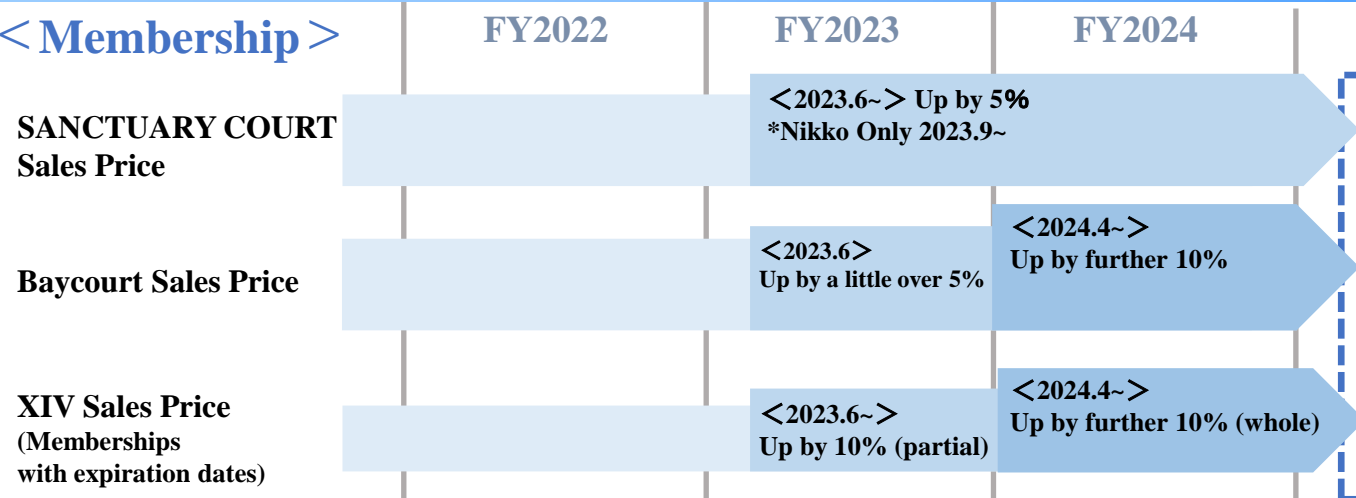 ＜Membership＞
FY2022
FY2023
FY2024
SANCTUARY COURT
Sales Price
＜2023.6~＞ Up by 5%
*Nikko Only 2023.9~
Baycourt Sales Price
＜2023.6＞
Up by a little over 5%
＜2024.4~＞
Up by further 10%
XIV Sales Price
(Memberships
with expiration dates)
＜2023.6~＞
Up by 10% (partial)
＜2024.4~＞
Up by further 10% (whole)